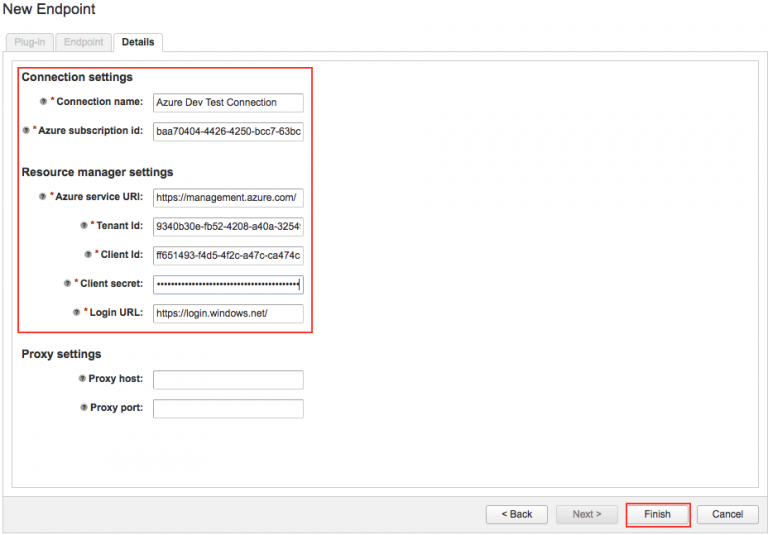 New Endpoint
Plug-in Endpoint Details
Connection settings
* Connection name: Azure Dev Test Connection
* Azure subscription id: baa70404-4426-4250-bcc7-63bc
Resource manager settings
* Azure service URI: https://management.azure.com/
* Tenant Id: 9340b30e-fb52-4208-a40a-3254
* Client Id: ff651493-f4d5-4f2c-a47c-ca474c
* Client secret:
* Login URL: https://login.windows.net/
Proxy settings
Proxy host:
Proxy port:
< Back Next > Finish Cancel